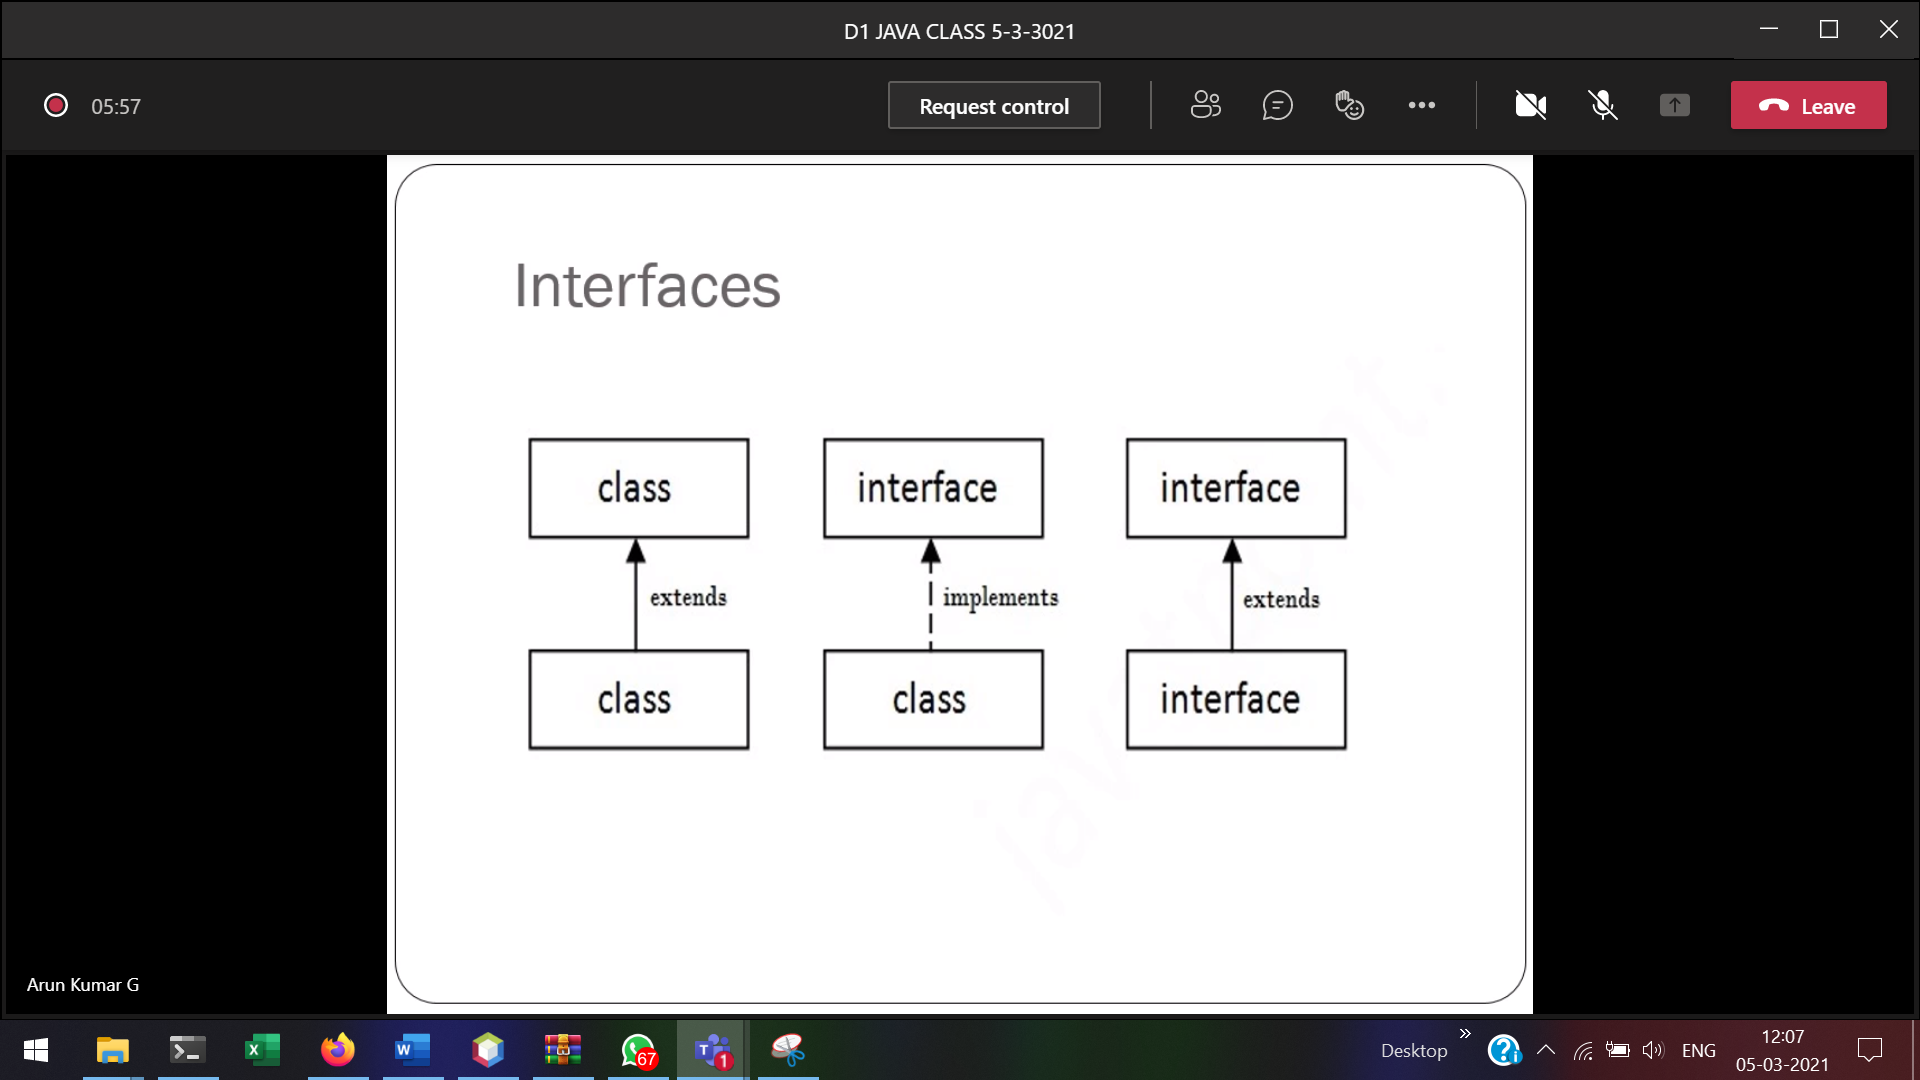 D1 JAVA CLASS 5-3-3021
05:57
Request control
Leave
Interfaces
class interface interface
extends implements extends
class class interface
Arun Kumar G
67
1
Desktop
ENG
12:07
05-03-2021